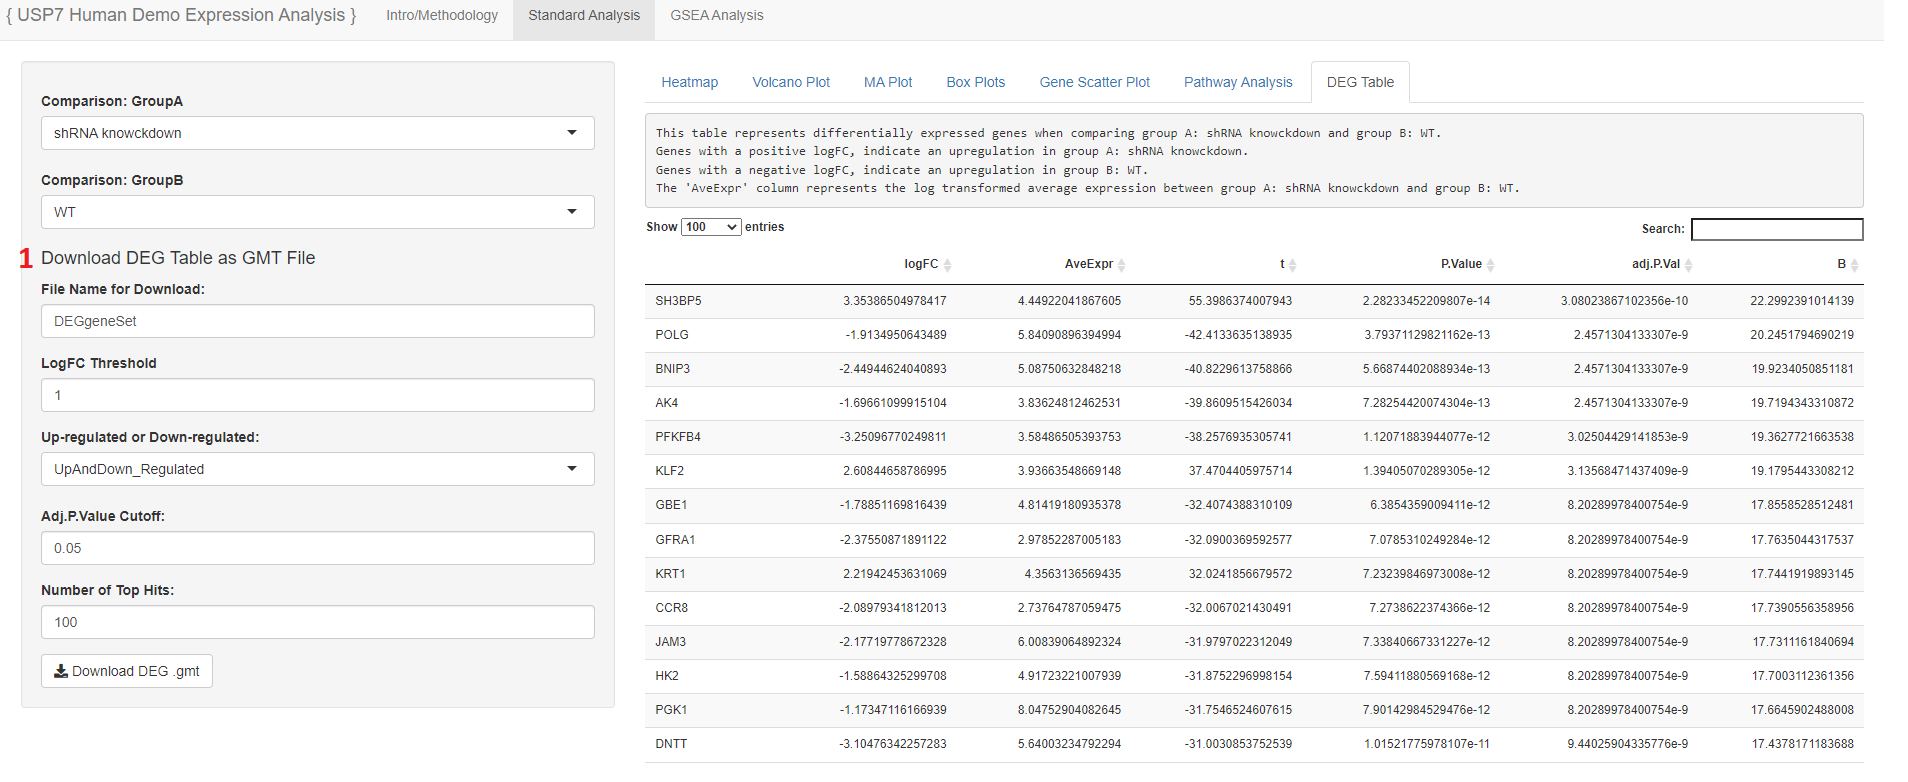 { USP7 Human Demo Expression Analysis } Intro/Methodology Standard Analysis GSEA Analysis
Comparison: GroupA
shRNA knowckdown
Comparison: GroupB
WT
1 Download DEG Table as GMT File
File Name for Download:
DEGgeneSet
LogFC Threshold
1
Up-regulated or Down-regulated:
UpAndDown_Regulated
Adj.P.Value Cutoff:
0.05
Number of Top Hits:
100
Download DEG .gmt
Heatmap Volcano Plot MA Plot Box Plots Gene Scatter Plot Pathway Analysis DEG Table
This table represents differentially expressed genes when comparing group A: shRNA knowckdown and group B: WT.
Genes with a positive logFC, indicate an upregulation in group A: shRNA knowckdown.
Genes with a negative logFC, indicate an upregulation in group B: WT.
The 'AveExpr' column represents the log transformed average expression between group A: shRNA knowckdown and group B: WT.
Show 100 entries Search:
logFC AveExpr t P.Value adj.P.Val B
SH3BP5 3.35386504978417 4.44922041867605 55.3986374007943 2.28233452209807e-14 3.08023867102356e-10 22.2992391014139
POLG -1.9134950643489 5.84090896394994 -42.4133635138935 3.79371129821162e-13 2.4571304133307e-9 20.2451794690219
BNIP3 -2.44944624040893 5.08750632848218 -40.8229613758866 5.66874402088934e-13 2.4571304133307e-9 19.9234050851181
AK4 -1.69661099915104 3.83624812462531 -39.8609515426034 7.28254420074304e-13 2.4571304133307e-9 19.7194343310872
PFKFB4 -3.25096770249811 3.58486505393753 -38.2576935305741 1.12071883944077e-12 3.02504429141853e-9 19.3627721663538
KLF2 2.60844658786995 3.93663548669148 37.4704405975714 1.39405070289305e-12 3.13568471437409e-9 19.1795443308212
GBE1 -1.78851169816439 4.81419180935378 -32.4074388310109 6.3854359009411e-12 8.20289978400754e-9 17.8558528512481
GFRA1 -2.37550871891122 2.97852287005183 -32.0900369592577 7.0785310249284e-12 8.20289978400754e-9 17.7635044317537
KRT1 2.21942453631069 4.3563136569435 32.0241856679572 7.23239846973008e-12 8.20289978400754e-9 17.7441919893145
CCR8 -2.08979341812013 2.73764787059475 -32.0067021430491 7.2738622374366e-12 8.20289978400754e-9 17.7390556358956
JAM3 -2.17719778672328 6.00839064892324 -31.9797022312049 7.33840667331227e-12 8.20289978400754e-9 17.7311161840694
HK2 -1.58864325299708 4.91723221007939 -31.8752296998154 7.59411880569168e-12 8.20289978400754e-9 17.7003112361356
PGK1 -1.17347116166939 8.04752904082645 -31.7546524607615 7.90142984529476e-12 8.20289978400754e-9 17.6645902488008
DNTT -3.10476342257283 5.64003234792294 -31.0030853752539 1.01521775978107e-11 9.44025904335776e-9 17.4378171183688